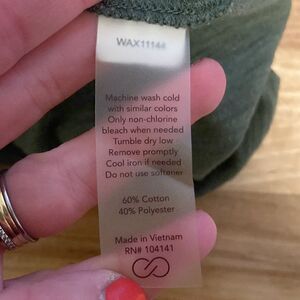 WAX11144
Machine wash cold
with similar colors
Only non-chlorine
bleach when needed
Tumble dry low
Remove promptly
Cool iron if needed
Do not use softener
60% Cotton
40% Polyester
Made in Vietnam
RN# 104141